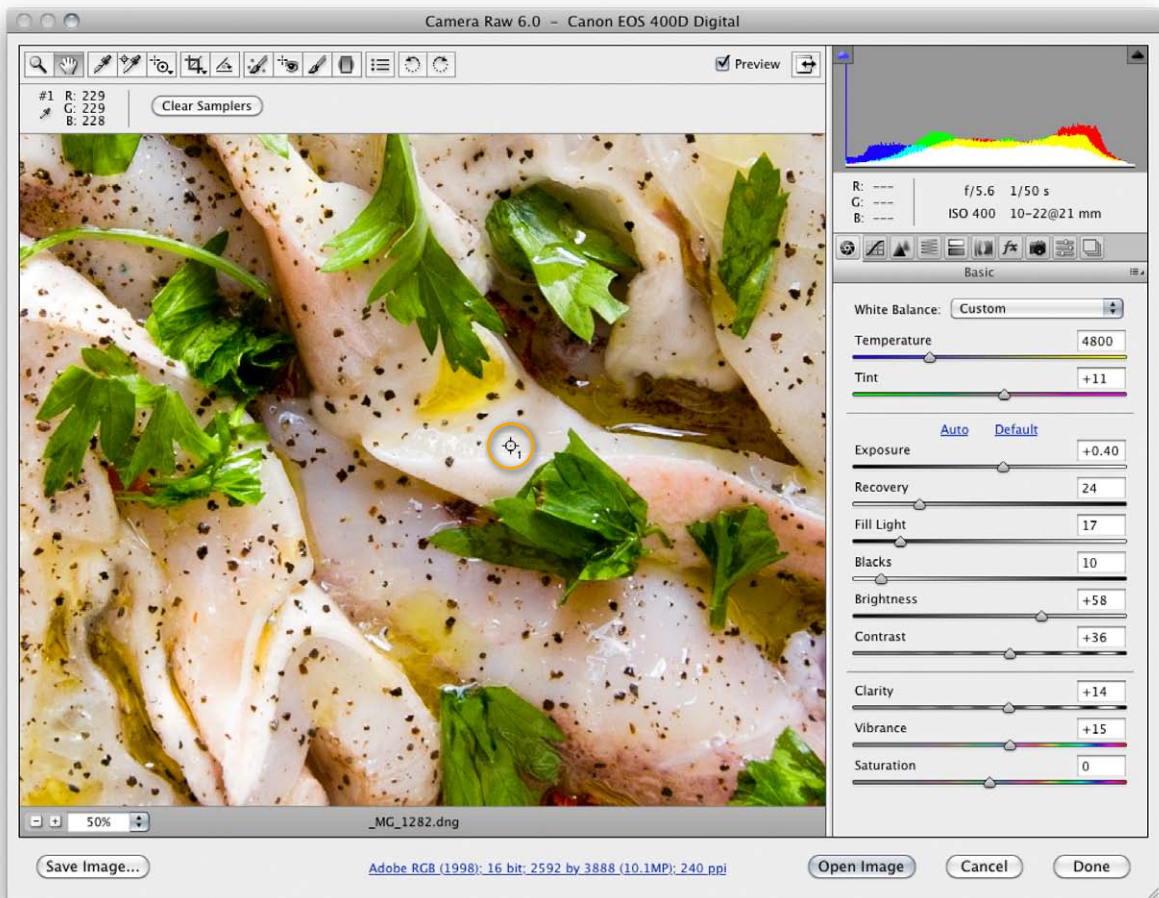 Camera Raw 6.0 – Canon EOS 400D Digital
Preview
#1 R: 229
G: 229
B: 228
Clear Samplers
R: ---
G: ---
B: ---
f/5.6 1/50 s
ISO 400 10-22@21 mm
fx
Basic
White Balance: Custom
Temperature 4800
Tint +11
Auto Default
Exposure +0.40
Recovery 24
Fill Light 17
Blacks 10
Brightness +58
Contrast +36
Clarity +14
Vibrance +15
Saturation 0
1
50%
_MG_1282.dng
Save Image...
Adobe RGB (1998); 16 bit; 2592 by 3888 (10.1MP); 240 ppi
Open Image
Cancel
Done